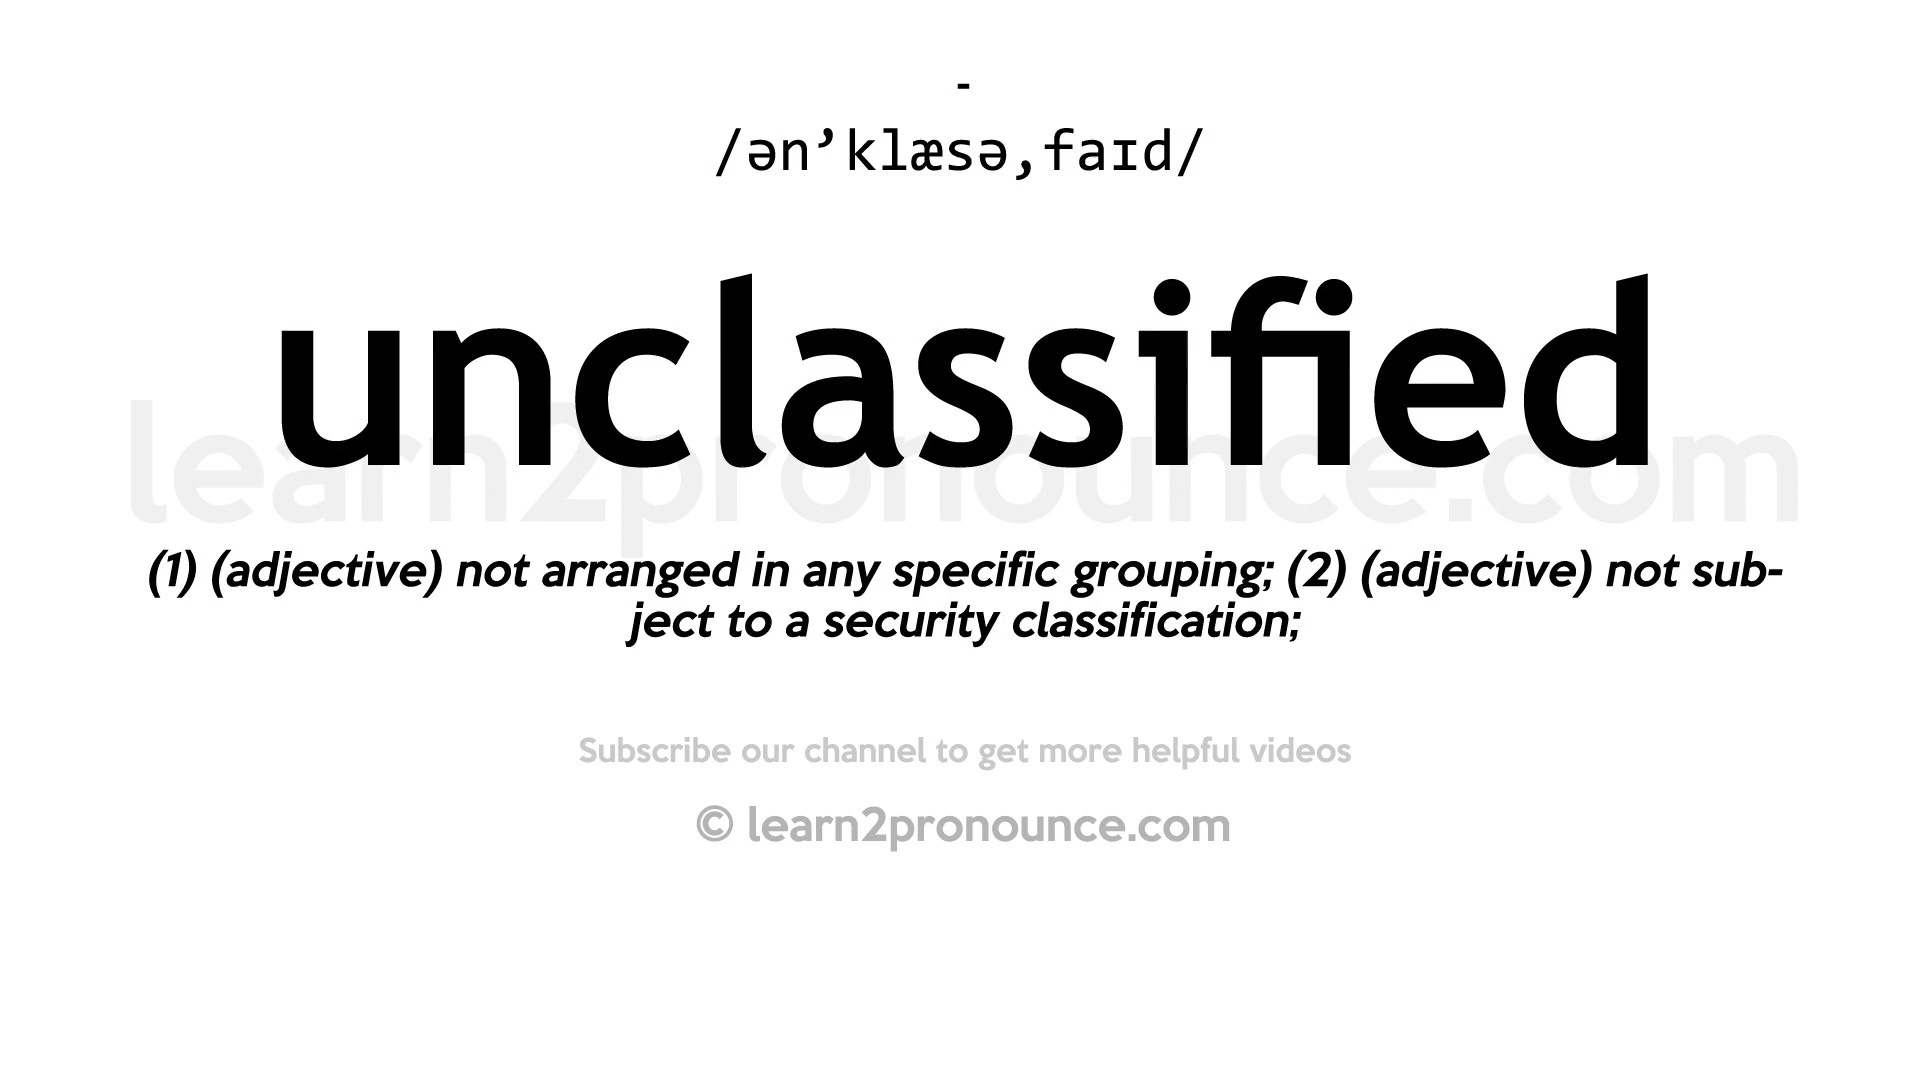 -
/ən’klæsə,faɪd/
unclassified
learn2pronounce.com
(1) (adjective) not arranged in any specific grouping; (2) (adjective) not sub-
ject to a security classification;
Subscribe our channel to get more helpful videos
© learn2pronounce.com